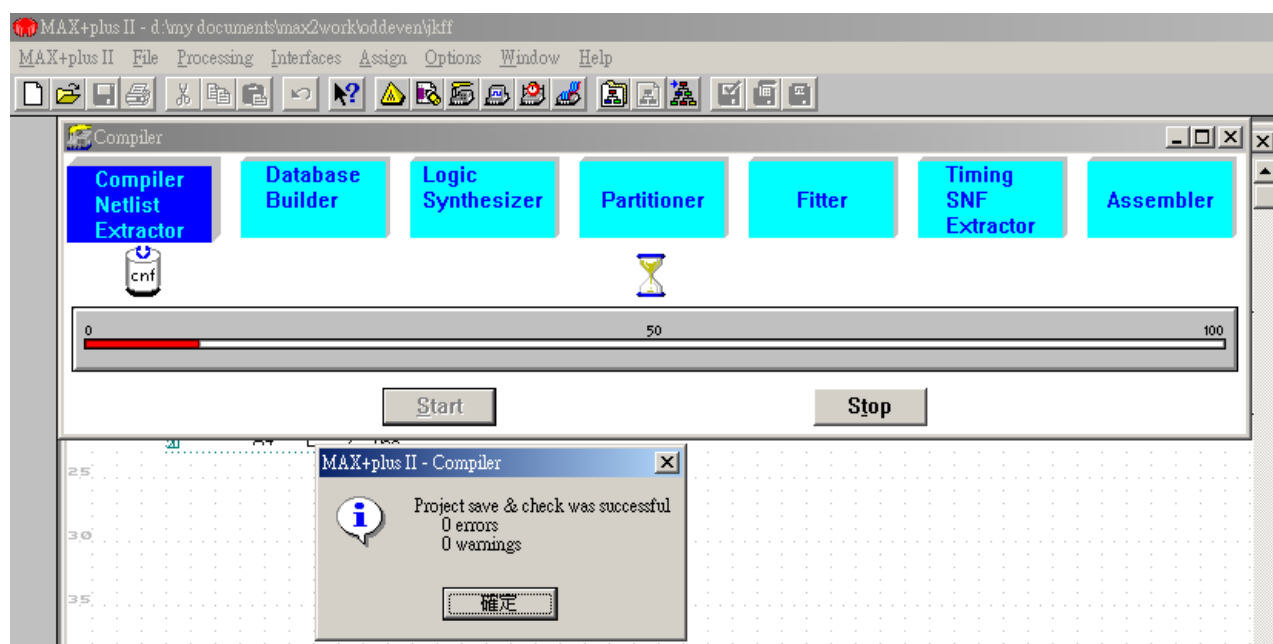 MAX+plus II - d:\my documents\max2work\oddeven\jkff
MAX+plus II File Processing Interfaces Assign Options Window Help
Compiler
Compiler Netlist Extractor
Database Builder
Logic Synthesizer
Partitioner
Fitter
Timing SNF Extractor
Assembler
cnf
0 50 100
Start Stop
25
MAX+plus II - Compiler
Project save & check was successful
0 errors
0 warnings
30
確定
35